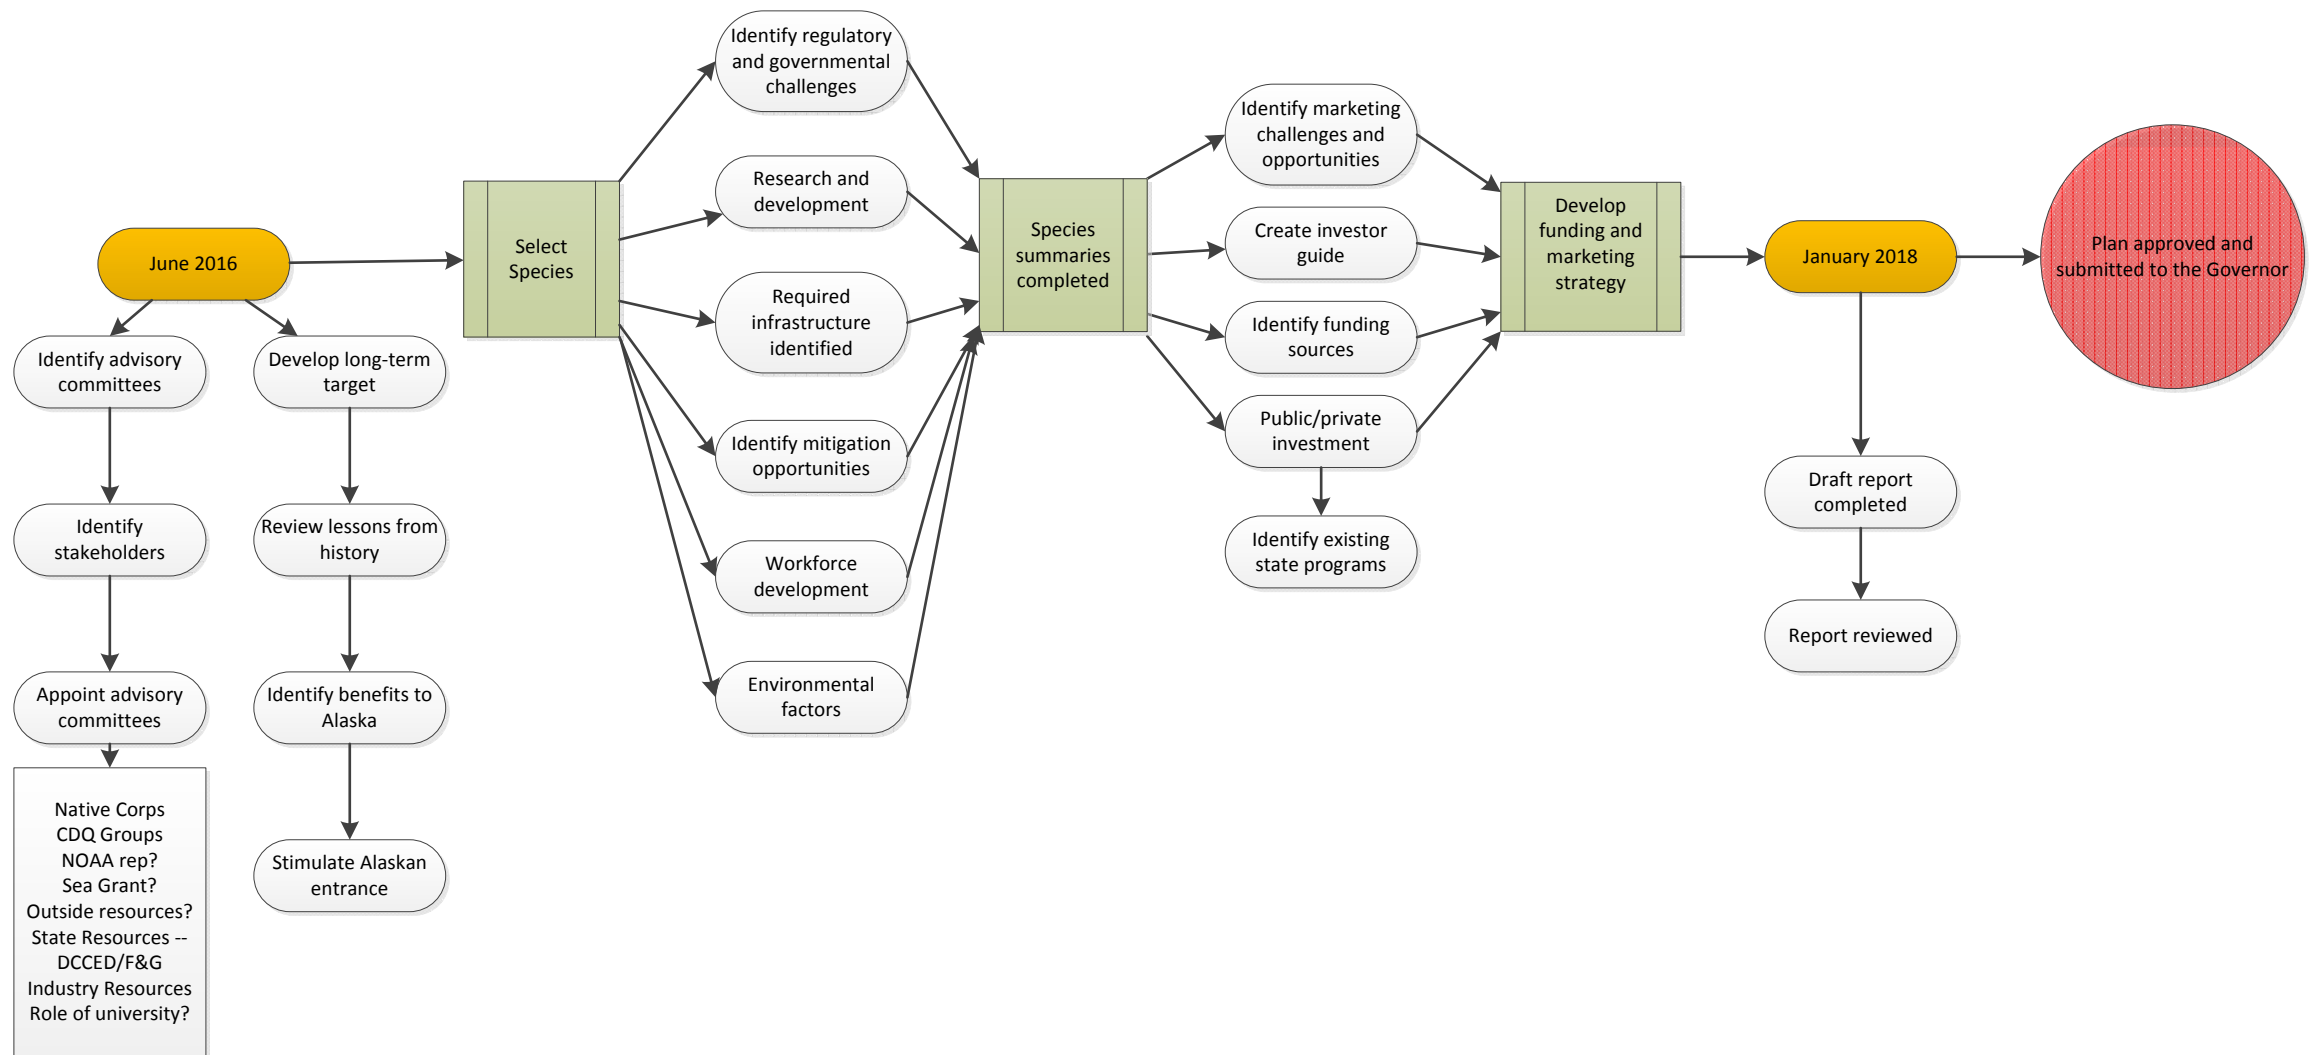 June 2016
Identify advisory
committees
Identify
stakeholders
Appoint advisory
committees
Native Corps
CDQ Groups
NOAA rep?
Sea Grant?
Outside resources?
State Resources --
DCCED/F&G
Industry Resources
Role of university?
Develop long-term
target
Review lessons from
history
Identify benefits to
Alaska
Stimulate Alaskan
entrance
Select
Species
Identify regulatory
and governmental
challenges
Research and
development
Required
infrastructure
identified
Identify mitigation
opportunities
Workforce
development
Environmental
factors
Species
summaries
completed
Identify marketing
challenges and
opportunities
Create investor
guide
Identify funding
sources
Public/private
investment
Identify existing
state programs
Develop
funding and
marketing
strategy
January 2018
Draft report
completed
Report reviewed
Plan approved and
submitted to the Governor